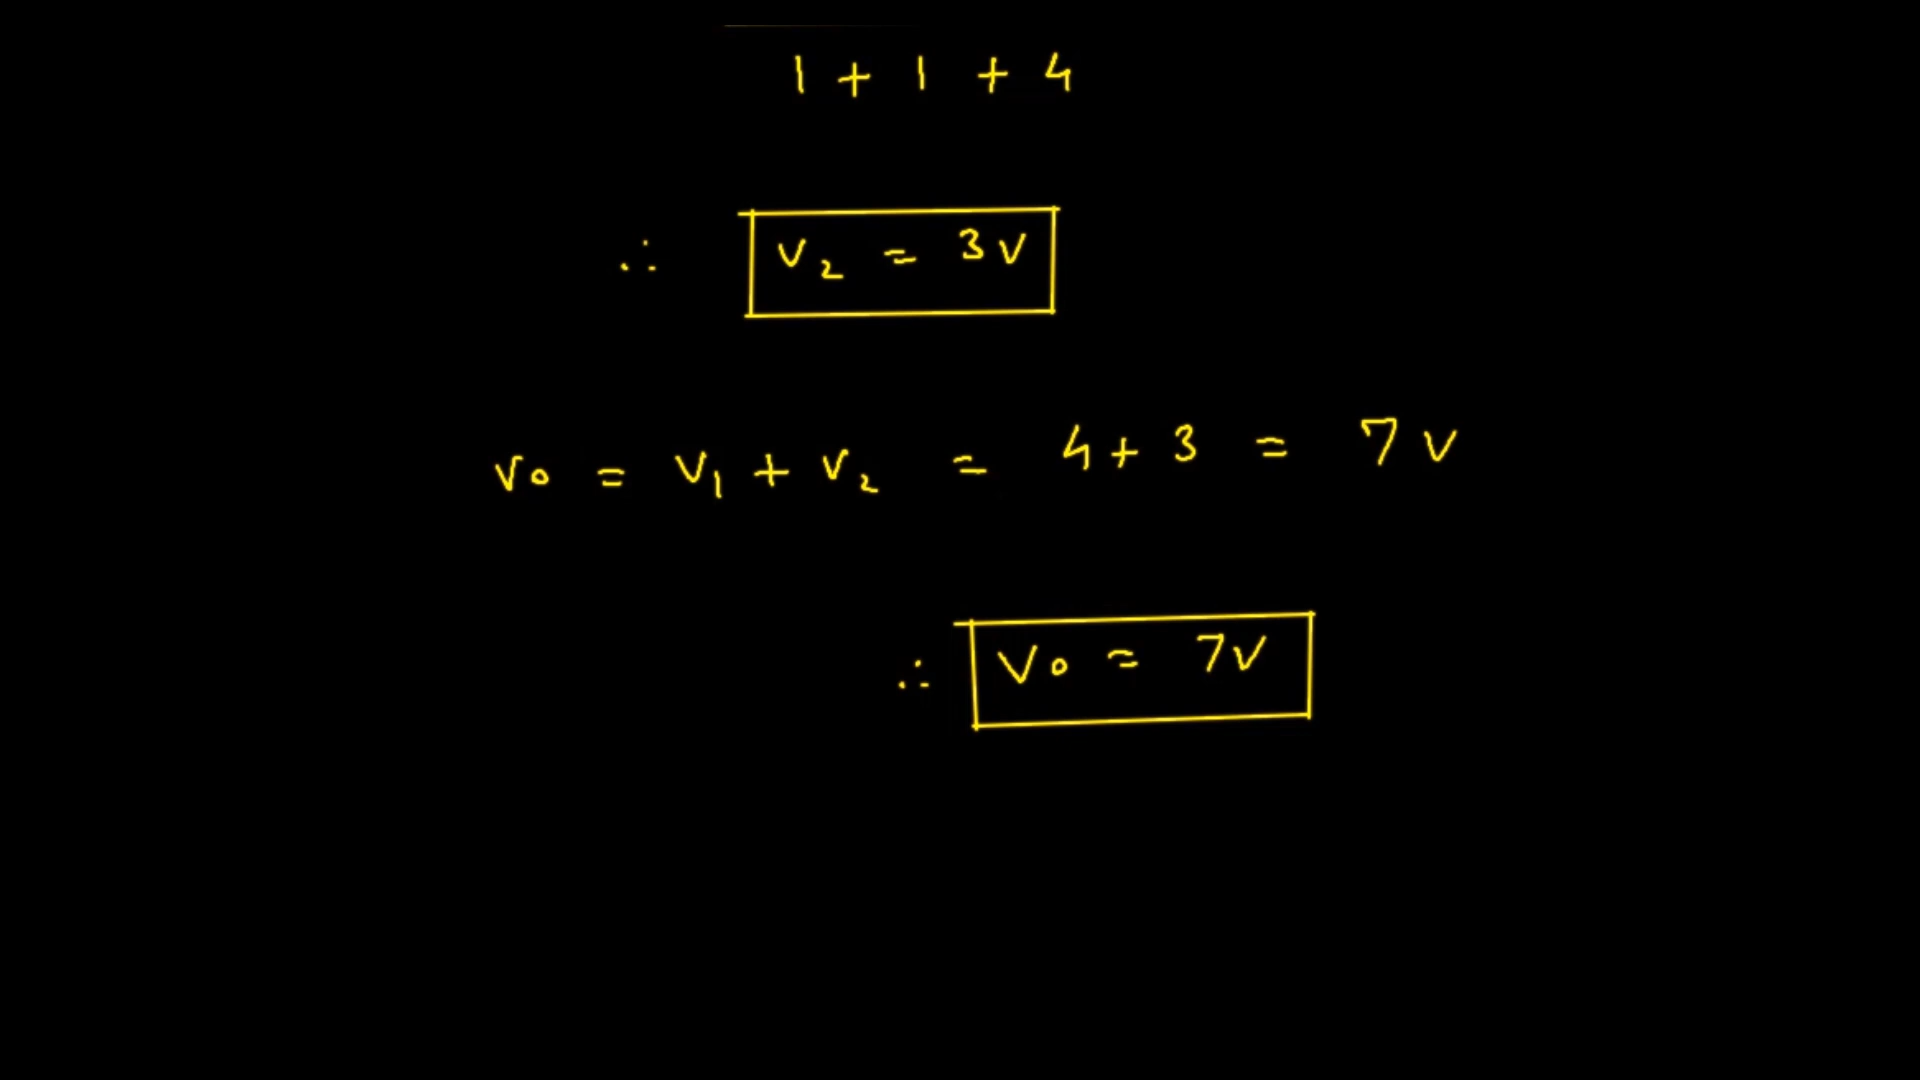 1 + 1 + 4
∴ V₂ = 3V
Vo = V₁ + V₂ = 4 + 3 = 7V
∴ Vo = 7V